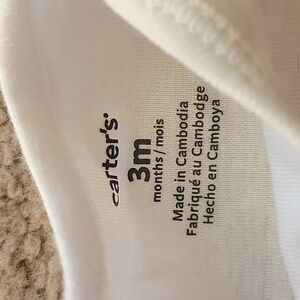 carter's
3m
months / mois
Made in Cambodia
Fabriqué au Cambodge
Hecho en Camboya